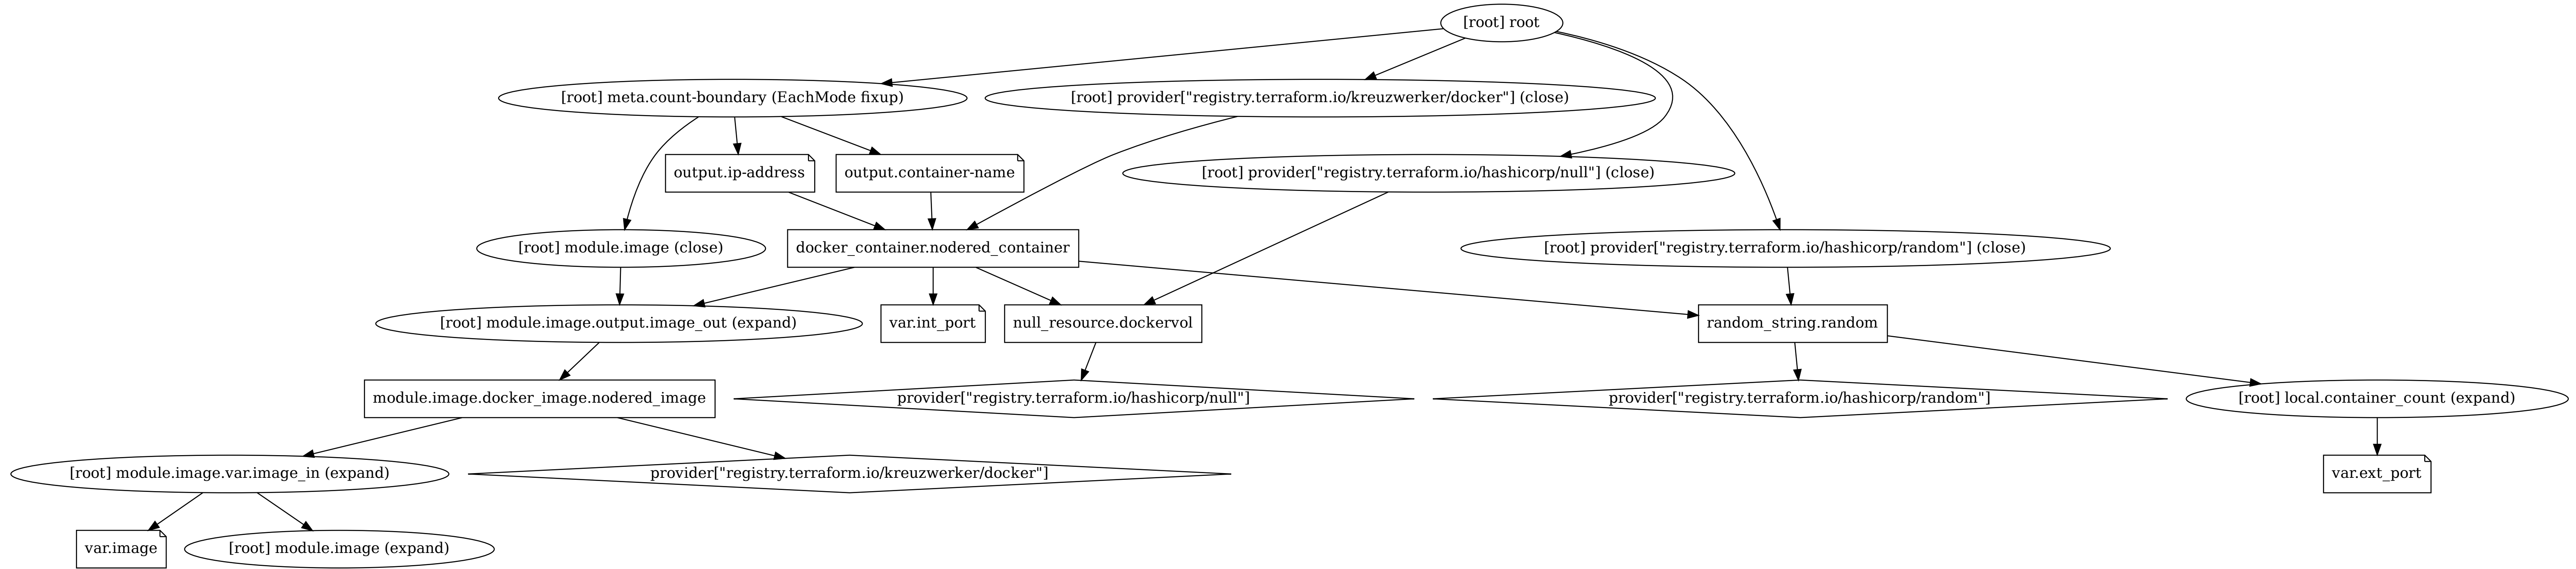 [root] root
[root] meta.count-boundary (EachMode fixup)
[root] provider[\"registry.terraform.io/kreuzwerker/docker\"] (close)
output.ip-address
output.container-name
[root] provider[\"registry.terraform.io/hashicorp/null\"] (close)
[root] module.image (close)
docker_container.nodered_container
[root] provider[\"registry.terraform.io/hashicorp/random\"] (close)
[root] module.image.output.image_out (expand)
var.int_port
null_resource.dockervol
random_string.random
module.image.docker_image.nodered_image
provider[\"registry.terraform.io/hashicorp/null\"]
provider[\"registry.terraform.io/hashicorp/random\"]
[root] local.container_count (expand)
[root] module.image.var.image_in (expand)
provider[\"registry.terraform.io/kreuzwerker/docker\"]
var.ext_port
var.image
[root] module.image (expand)